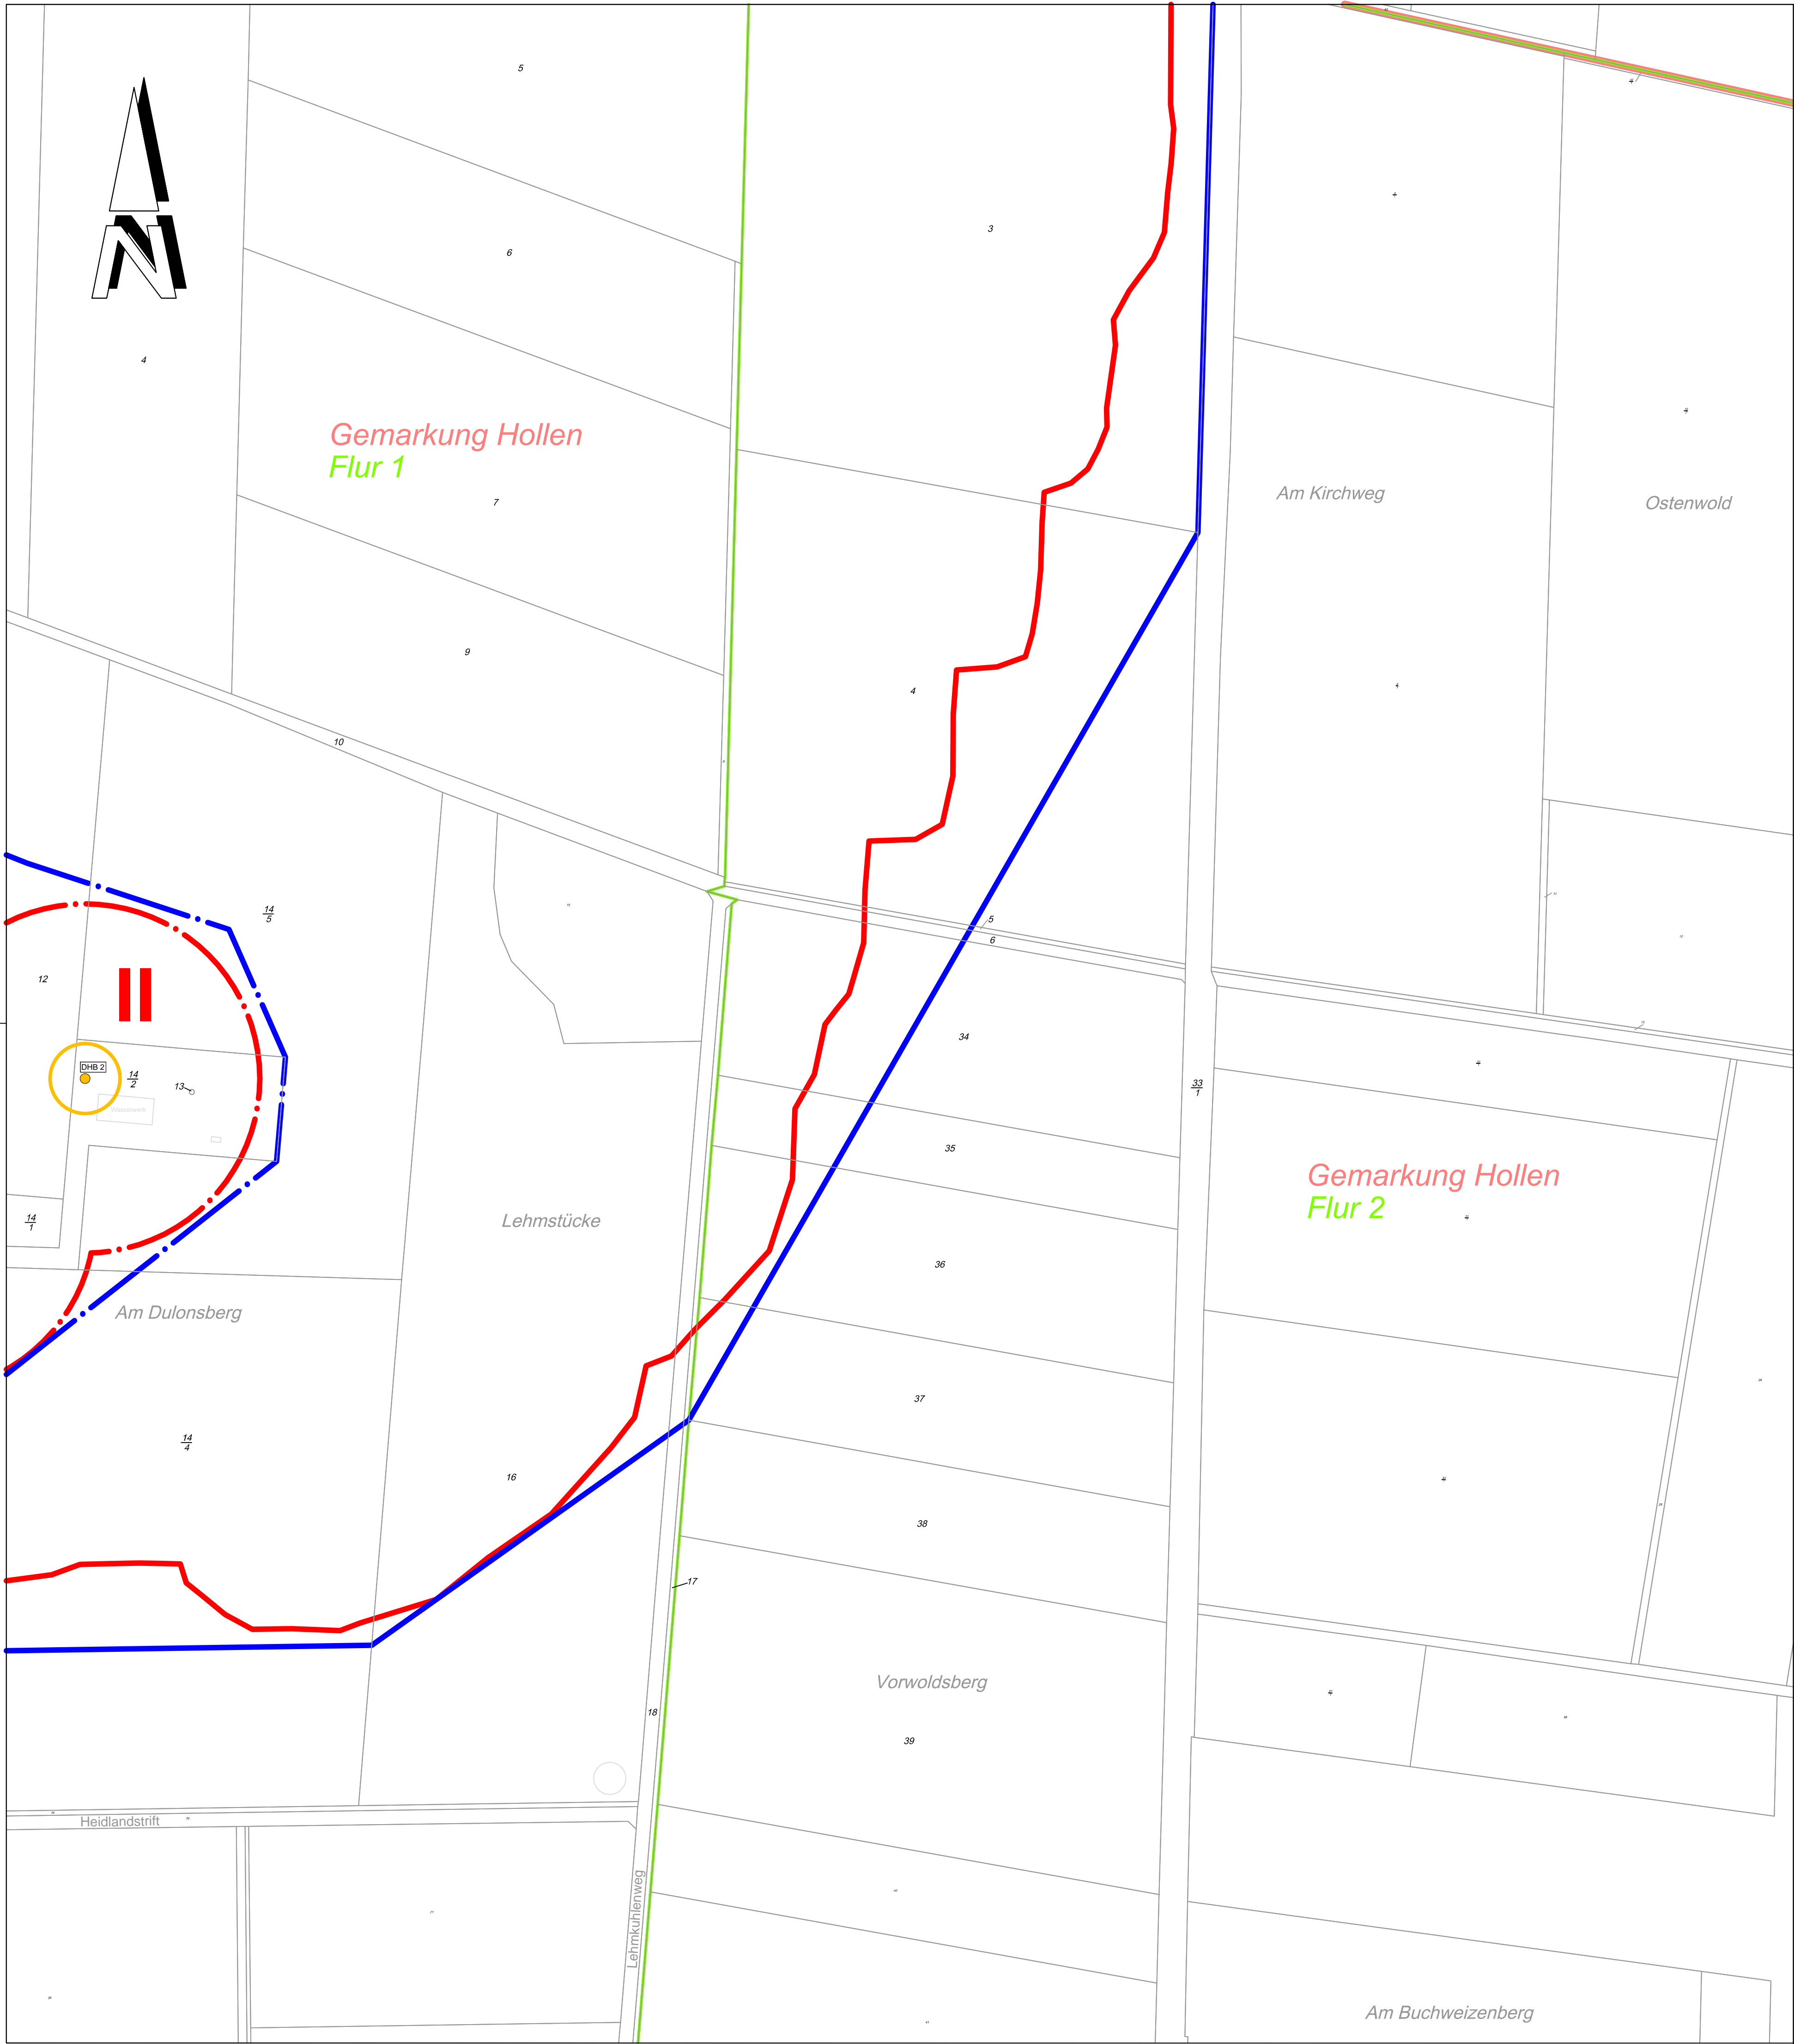 5
3
6
4
Gemarkung Hollen
Flur 1
7
Am Kirchweg
Ostenwold
9
4
10
14
5
5
6
12
II
34
DHB 2
14
2
13
33
1
Wasserwerk
35
Gemarkung Hollen
Flur 2
14
1
Lehmstücke
36
Am Dulonsberg
37
14
4
16
38
17
Vorwoldsberg
18
39
Heidlandstrift
Lehmkuhlenweg
Am Buchweizenberg
N